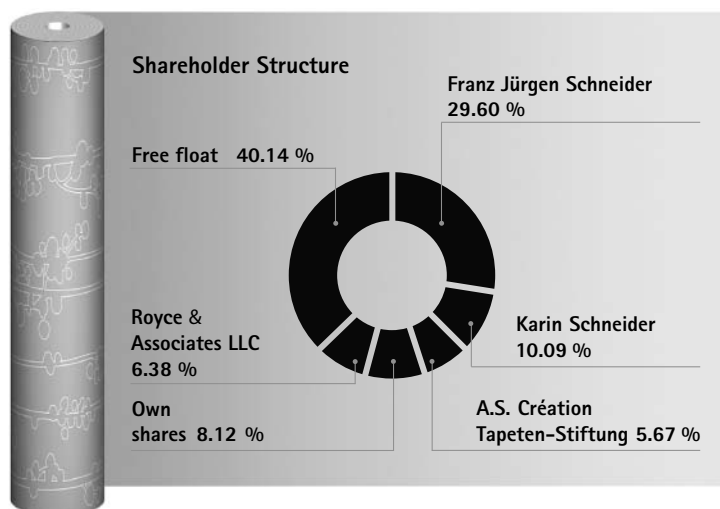 Shareholder Structure
Franz Jürgen Schneider
29.60 %
Free float 40.14 %
Karin Schneider
10.09 %
Royce &
Associates LLC
6.38 %
Own
shares 8.12 %
A.S. Création
Tapeten-Stiftung 5.67 %